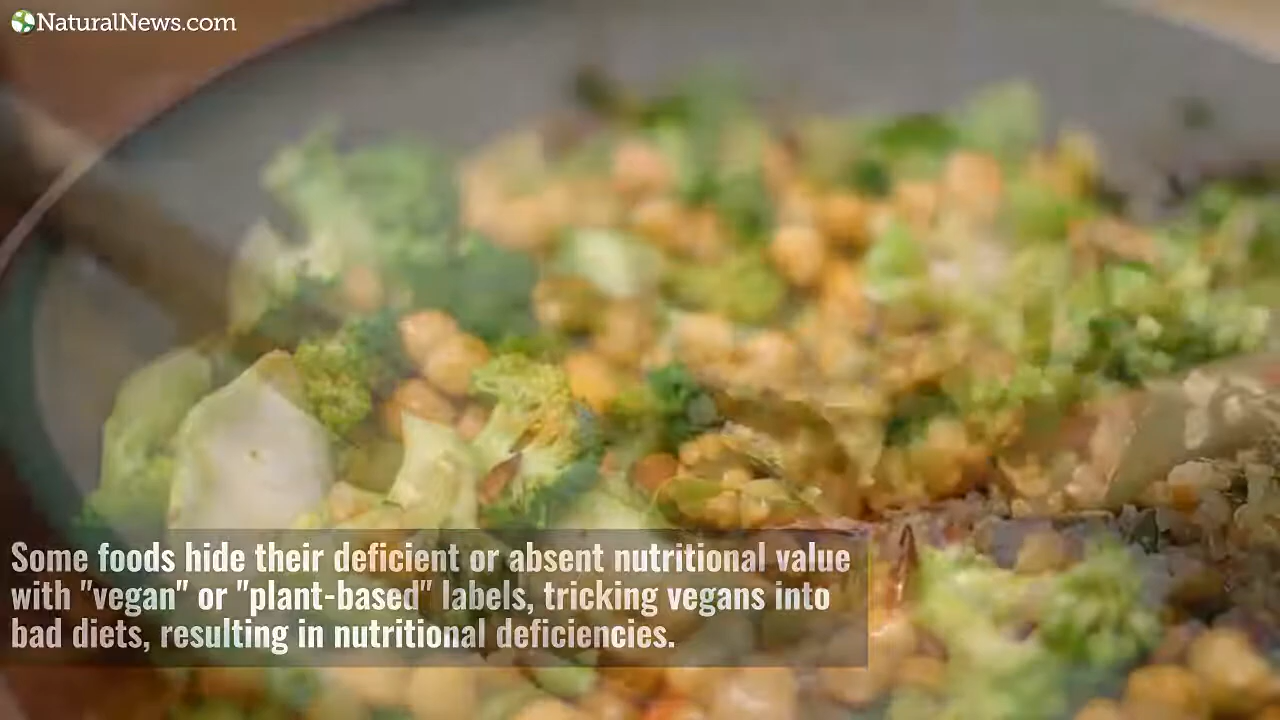 NaturalNews.com
Some foods hide their deficient or absent nutritional value
with "vegan" or "plant-based" labels, tricking vegans into
bad diets, resulting in nutritional deficiencies.